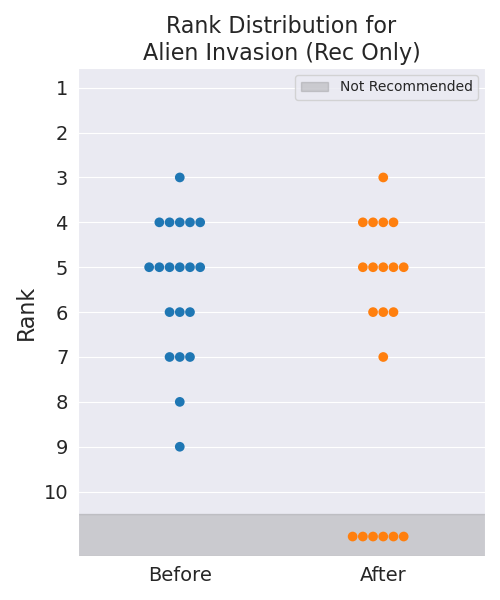 Rank Distribution for
Alien Invasion (Rec Only)
Not Recommended
1
2
3
4
5
6
7
8
9
10
Rank
Before
After